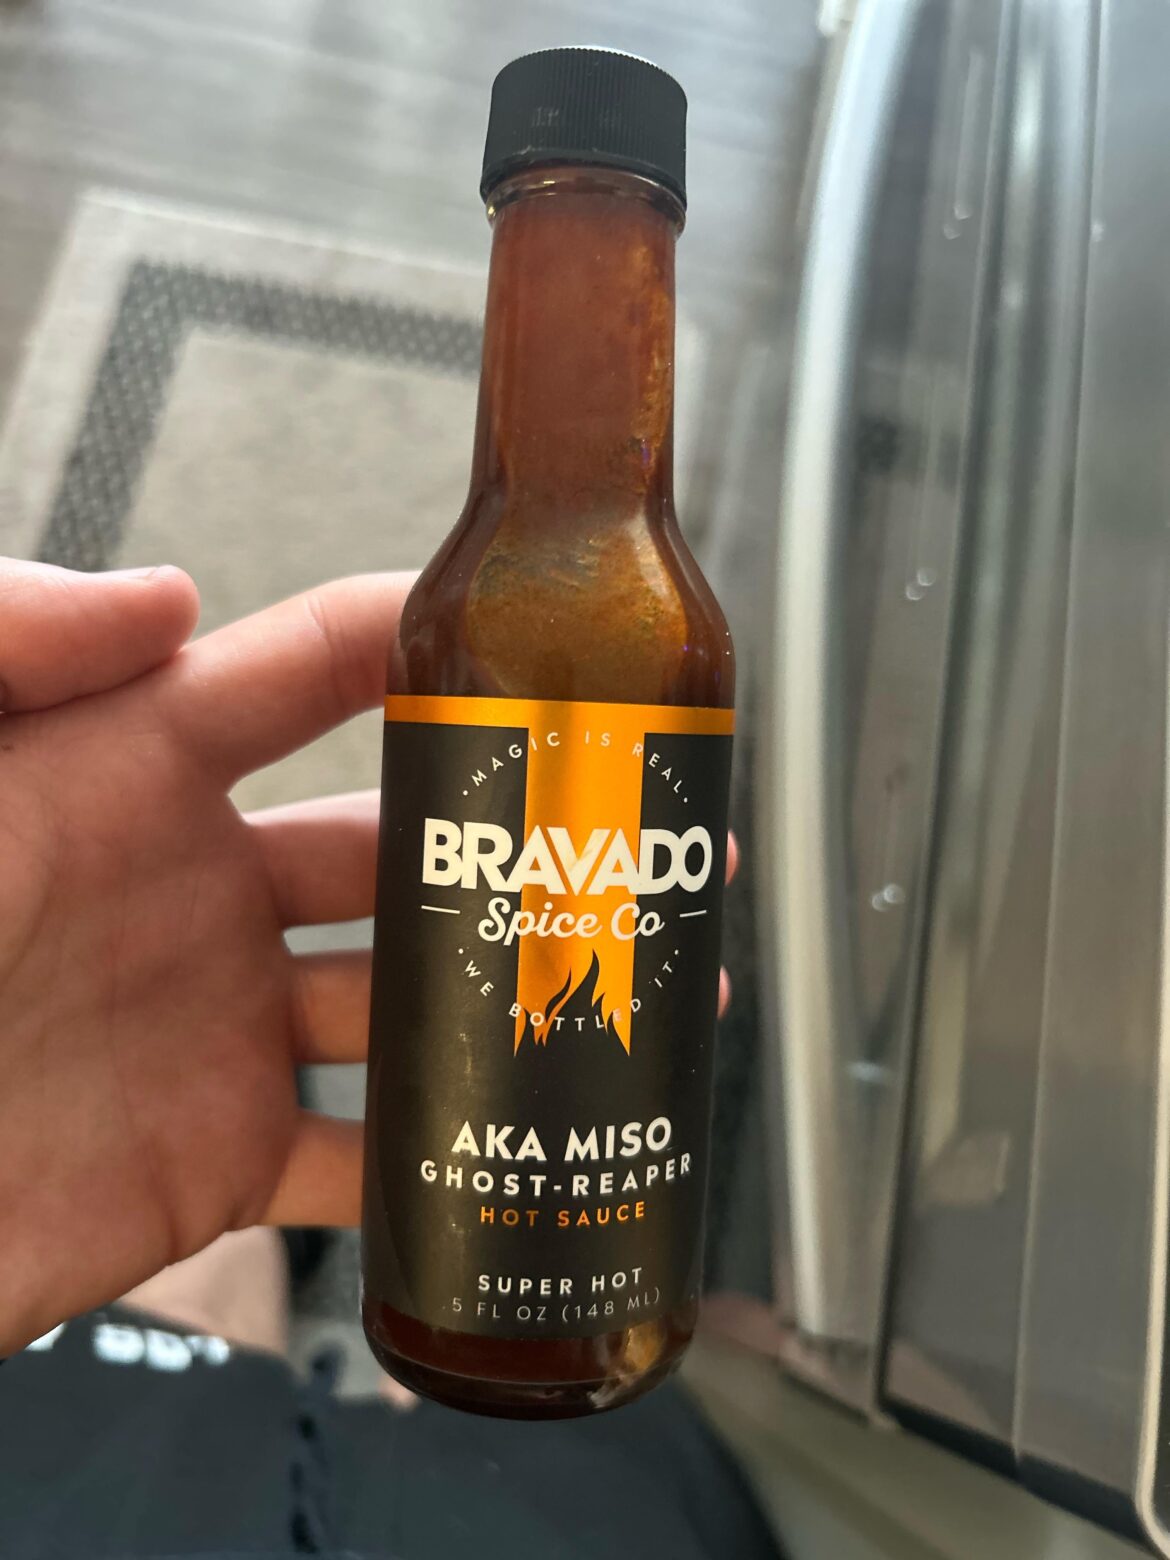 · MAGIC IS REAL ·
BRAVADO
Spice Co
· WE BOTTLED IT ·
AKA MISO
GHOST-REAPER
HOT SAUCE
SUPER HOT
5 FL OZ (148 ML)